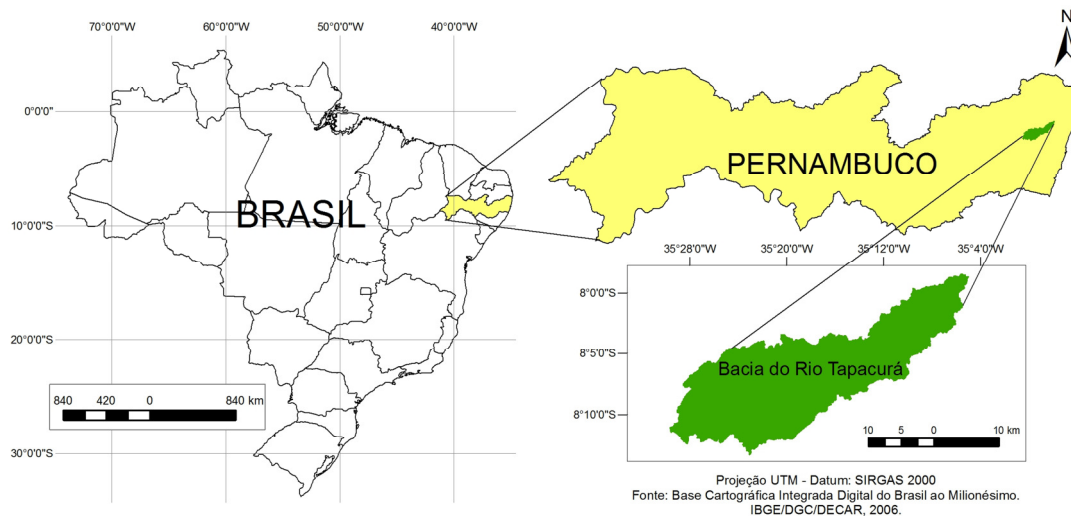 70°0'0"W 60°0'0"W 50°0'0"W 40°0'0"W
0°0'0"
10°0'0"S
20°0'0"S
30°0'0"S
BRASIL
840 420 0 840 km
N
PERNAMBUCO
35°28'0"W 35°20'0"W 35°12'0"W 35°4'0"W
8°0'0"S
8°5'0"S
8°10'0"S
Bacia do Rio Tapacurá
10 5 0 10 km
Projeção UTM - Datum: SIRGAS 2000
Fonte: Base Cartográfica Integrada Digital do Brasil ao Milionésimo.
IBGE/DGC/DECAR, 2006.